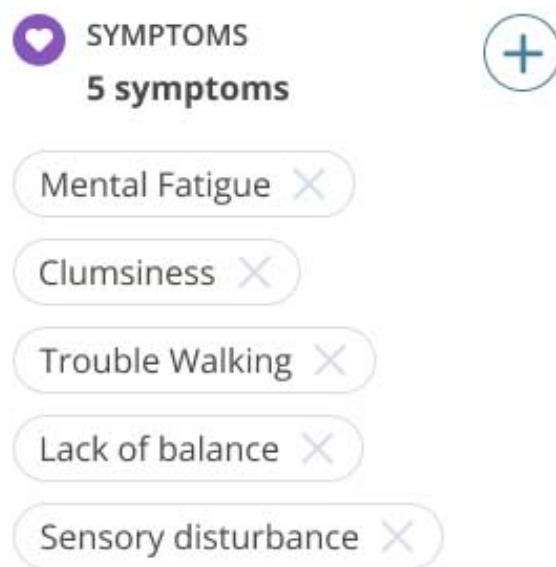 SYMPTOMS
5 symptoms
Mental Fatigue
Clumsiness
Trouble Walking
Lack of balance
Sensory disturbance